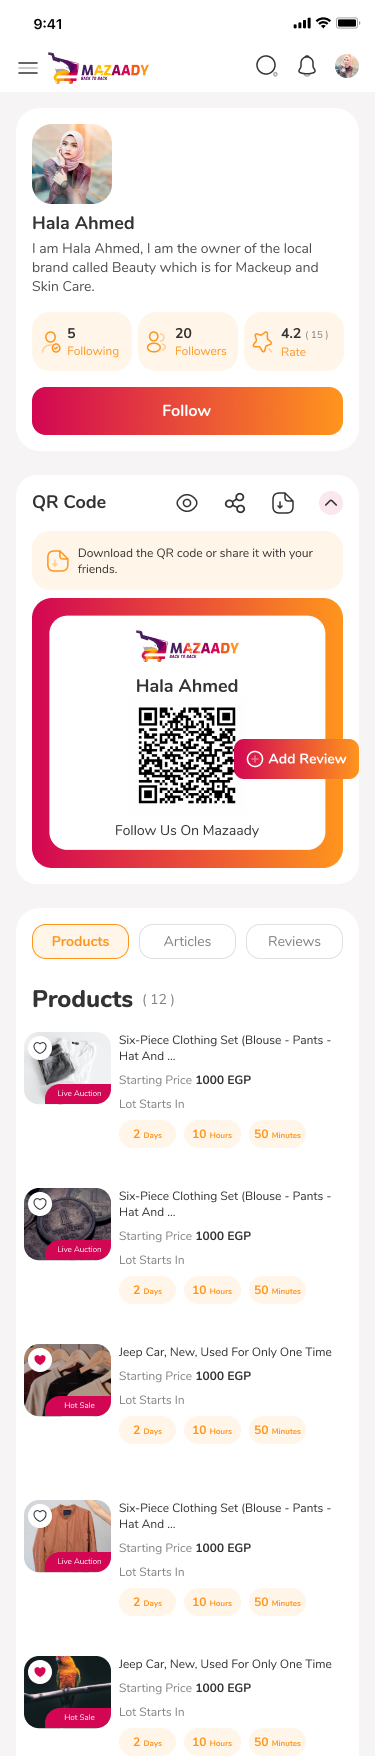 9:41
MAZAADY
BACK TO BACK
Hala Ahmed
I am Hala Ahmed, I am the owner of the local
brand called Beauty which is for Mackeup and
Skin Care.
5
Following
20
Followers
4.2 ( 15 )
Rate
Follow
QR Code
Download the QR code or share it with your
friends.
MAZAADY
BACK TO BACK
Hala Ahmed
Add Review
Follow Us On Mazaady
Products
Articles
Reviews
Products ( 12 )
Six-Piece Clothing Set (Blouse - Pants -
Hat And ...
Starting Price 1000 EGP
Live Auction
Lot Starts In
2 Days 10 Hours 50 Minutes
Six-Piece Clothing Set (Blouse - Pants -
Hat And ...
Starting Price 1000 EGP
Live Auction
Lot Starts In
2 Days 10 Hours 50 Minutes
Jeep Car, New, Used For Only One Time
Starting Price 1000 EGP
Hot Sale
Lot Starts In
2 Days 10 Hours 50 Minutes
Six-Piece Clothing Set (Blouse - Pants -
Hat And ...
Starting Price 1000 EGP
Live Auction
Lot Starts In
2 Days 10 Hours 50 Minutes
Jeep Car, New, Used For Only One Time
Starting Price 1000 EGP
Hot Sale
Lot Starts In
2 Days 10 Hours 50 Minutes